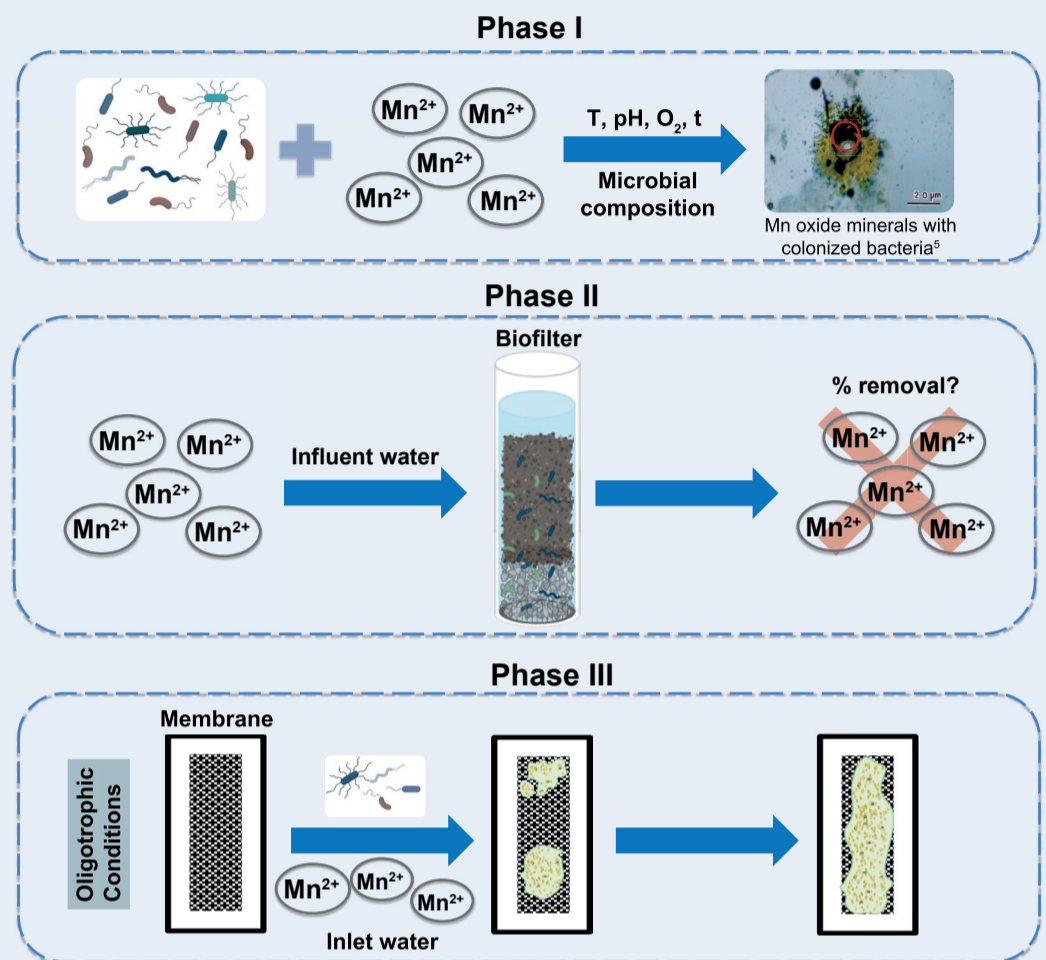 Phase I
Mn²⁺
Mn²⁺
Mn²⁺
Mn²⁺
Mn²⁺
T, pH, O₂, t
Microbial
composition
2.0 μm
Mn oxide minerals with
colonized bacteria⁵
Phase II
Mn²⁺
Mn²⁺
Mn²⁺
Mn²⁺
Mn²⁺
Influent water
Biofilter
% removal?
Mn²⁺
Mn²⁺
Mn²⁺
Mn²⁺
Mn²⁺
Phase III
Oligotrophic
Conditions
Membrane
Mn²⁺
Mn²⁺
Mn²⁺
Inlet water